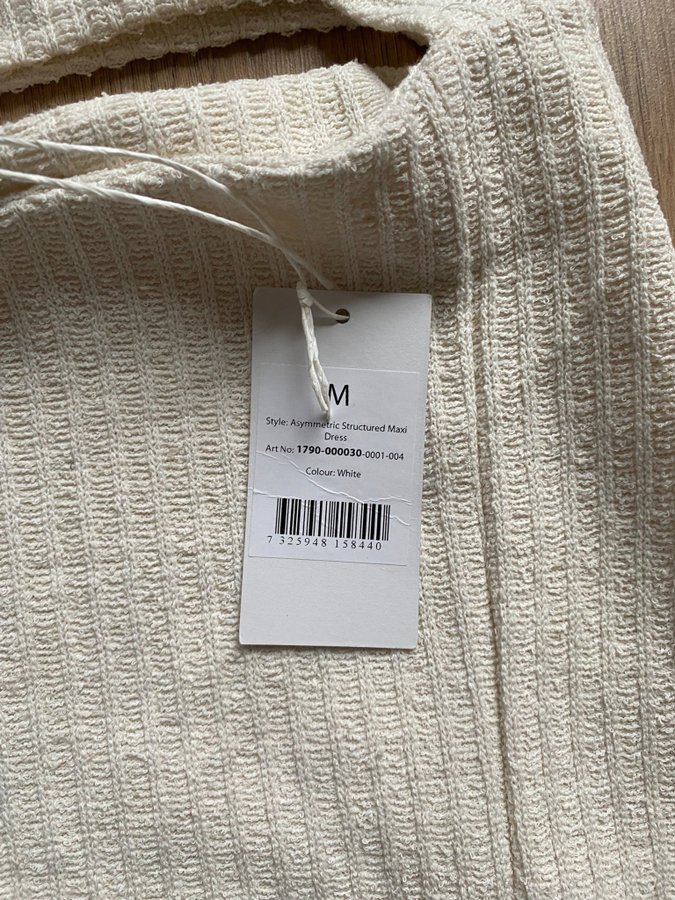 M
Style: Asymmetric Structured Maxi
Dress
Art No: 1790-000030-0001-004
Colour: White
7 325948 158440